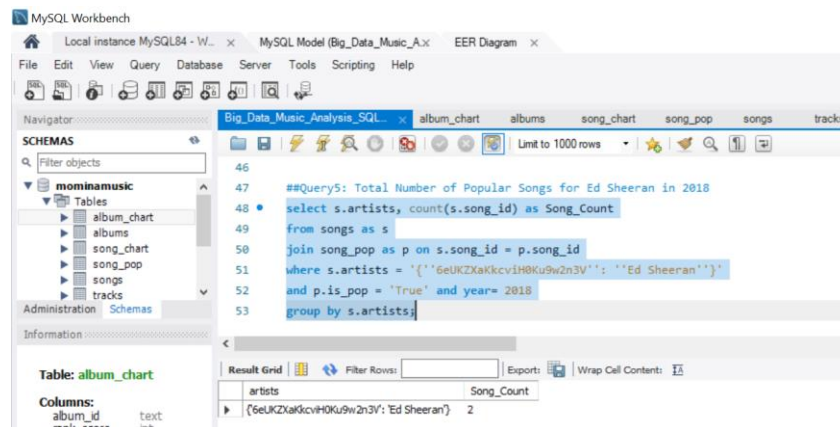 MySQL Workbench
Local instance MySQL84 - W... x MySQL Model (Big_Data_Music_A.x EER Diagram x
File Edit View Query Database Server Tools Scripting Help
Navigator
SCHEMAS
Filter objects
mominamusic
Tables
album_chart
albums
song_chart
song_pop
songs
tracks
Administration Schemas
Information
Table: album_chart
Columns:
album_id text
Big_Data_Music_Analysis_SQL... x album_chart albums song_chart song_pop songs track
Limit to 1000 rows
46
47 ##Query5: Total Number of Popular Songs for Ed Sheeran in 2018
48 select s.artists, count(s.song_id) as Song_Count
49 from songs as s
50 join song_pop as p on s.song_id = p.song_id
51 where s.artists = '{''6eUKZXaKkcviH0Ku9w2n3V'': ''Ed Sheeran''}'
52 and p.is_pop = 'True' and year= 2018
53 group by s.artists;
Result Grid Filter Rows: Export: Wrap Cell Content:
artists Song_Count
{'6eUKZXaKkcviH0Ku9w2n3V': 'Ed Sheeran'} 2